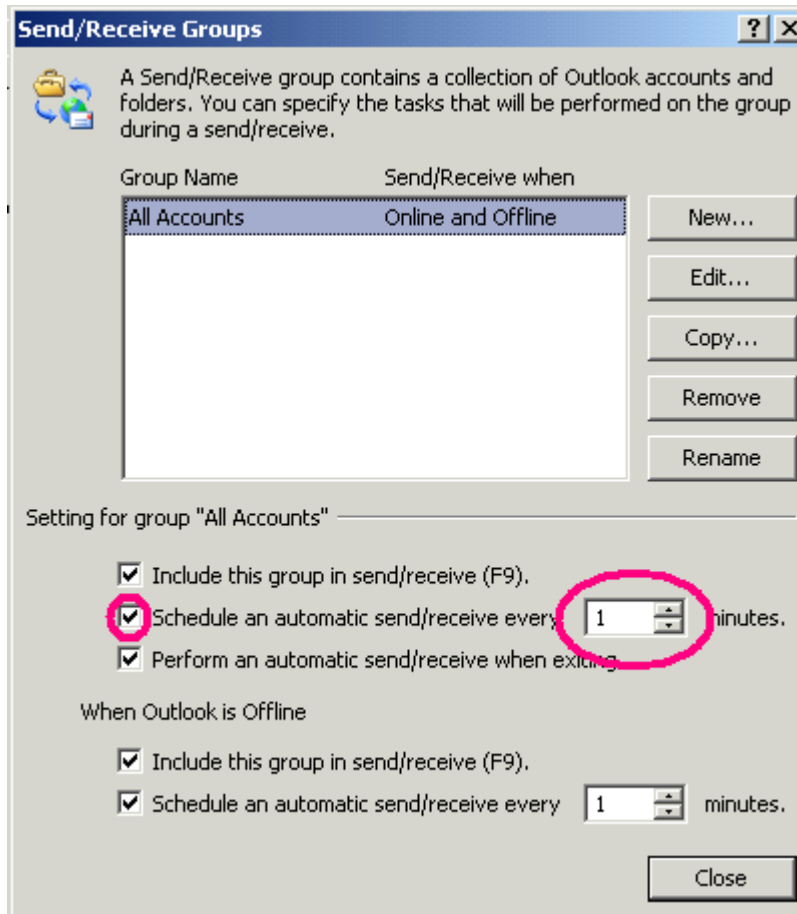 Send/Receive Groups
A Send/Receive group contains a collection of Outlook accounts and
folders. You can specify the tasks that will be performed on the group
during a send/receive.
Group Name Send/Receive when
All Accounts Online and Offline
New...
Edit...
Copy...
Remove
Rename
Setting for group "All Accounts"
Include this group in send/receive (F9).
Schedule an automatic send/receive every 1 minutes.
Perform an automatic send/receive when exiting.
When Outlook is Offline
Include this group in send/receive (F9).
Schedule an automatic send/receive every 1 minutes.
Close